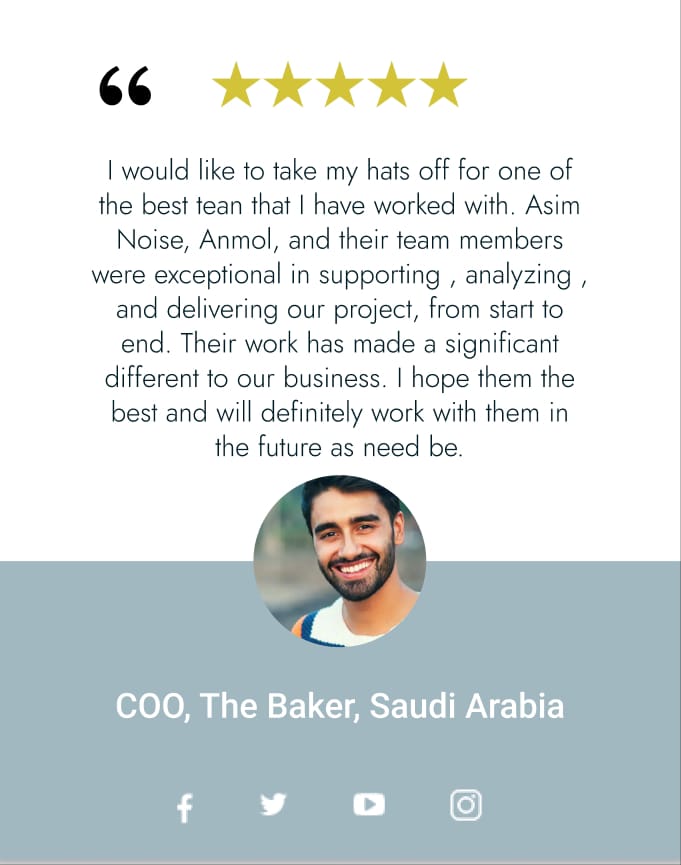 I would like to take my hats off for one of
the best tean that I have worked with. Asim
Noise, Anmol, and their team members
were exceptional in supporting , analyzing ,
and delivering our project, from start to
end. Their work has made a significant
different to our business. I hope them the
best and will definitely work with them in
the future as need be.
COO, The Baker, Saudi Arabia